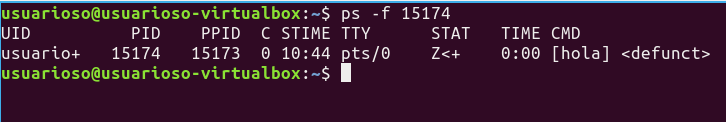 usuarioso@usuarioso-virtualbox:~$ ps -f 15174
UID PID PPID C STIME TTY STAT TIME CMD
usuario+ 15174 15173 0 10:44 pts/0 Z<+ 0:00 [hola] <defunct>
usuarioso@usuarioso-virtualbox:~$